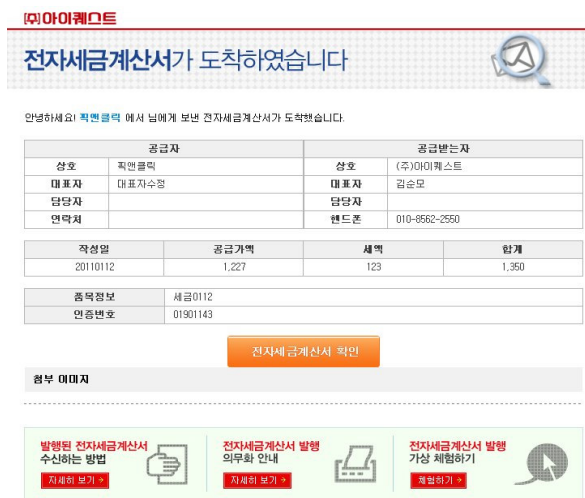 (주)아이퀘스트
전자세금계산서가 도착하였습니다
안녕하세요! 픽앤클릭 에서 님에게 보낸 전자세금계산서가 도착했습니다.
공급자 공급받는자
상호 픽앤클릭 상호 (주)아이퀘스트
대표자 대표자수정 대표자 김순모
담당자 담당자
연락처 핸드폰 010-8562-2550
작성일 공급가액 세액 합계
20110112 1,227 123 1,350
품목정보 세금0112
인증번호 01901143
전자세금계산서 확인
첨부 이미지
발행된 전자세금계산서 전자세금계산서 발행 전자세금계산서 발행
수신하는 방법 의무화 안내 가상 체험하기
자세히 보기 자세히 보기 체험하기